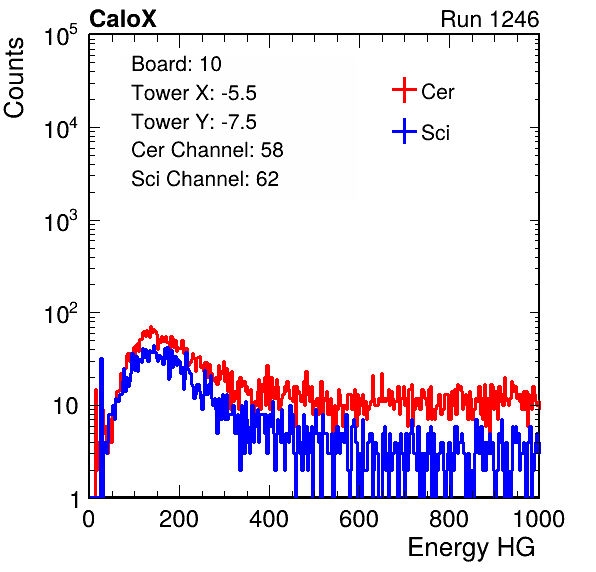 CaloX Run 1246
Counts
Board: 10
Tower X: -5.5
Tower Y: -7.5
Cer Channel: 58
Sci Channel: 62
Cer
Sci
10^5
10^4
10^3
10^2
10
1
0 200 400 600 800 1000
Energy HG